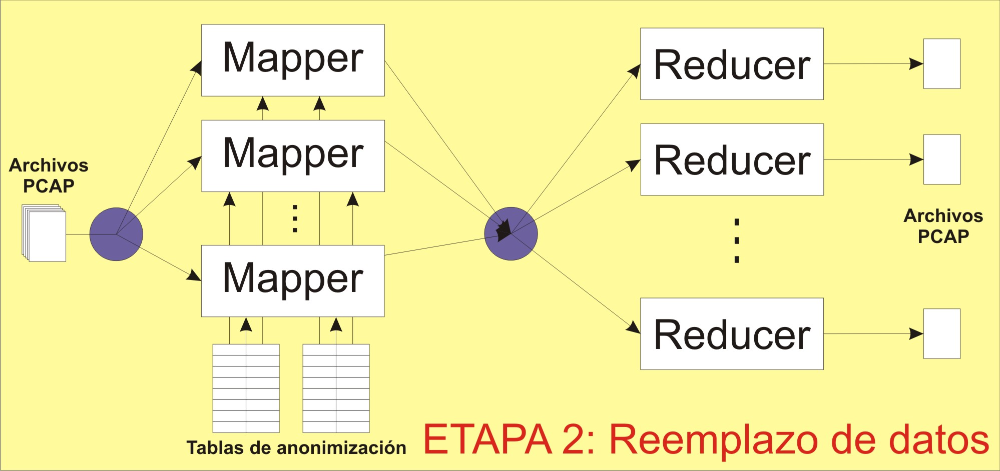 Mapper
Reducer
Mapper
Reducer
Archivos
PCAP
Archivos
PCAP
Mapper
Reducer
Tablas de anonimización
ETAPA 2: Reemplazo de datos